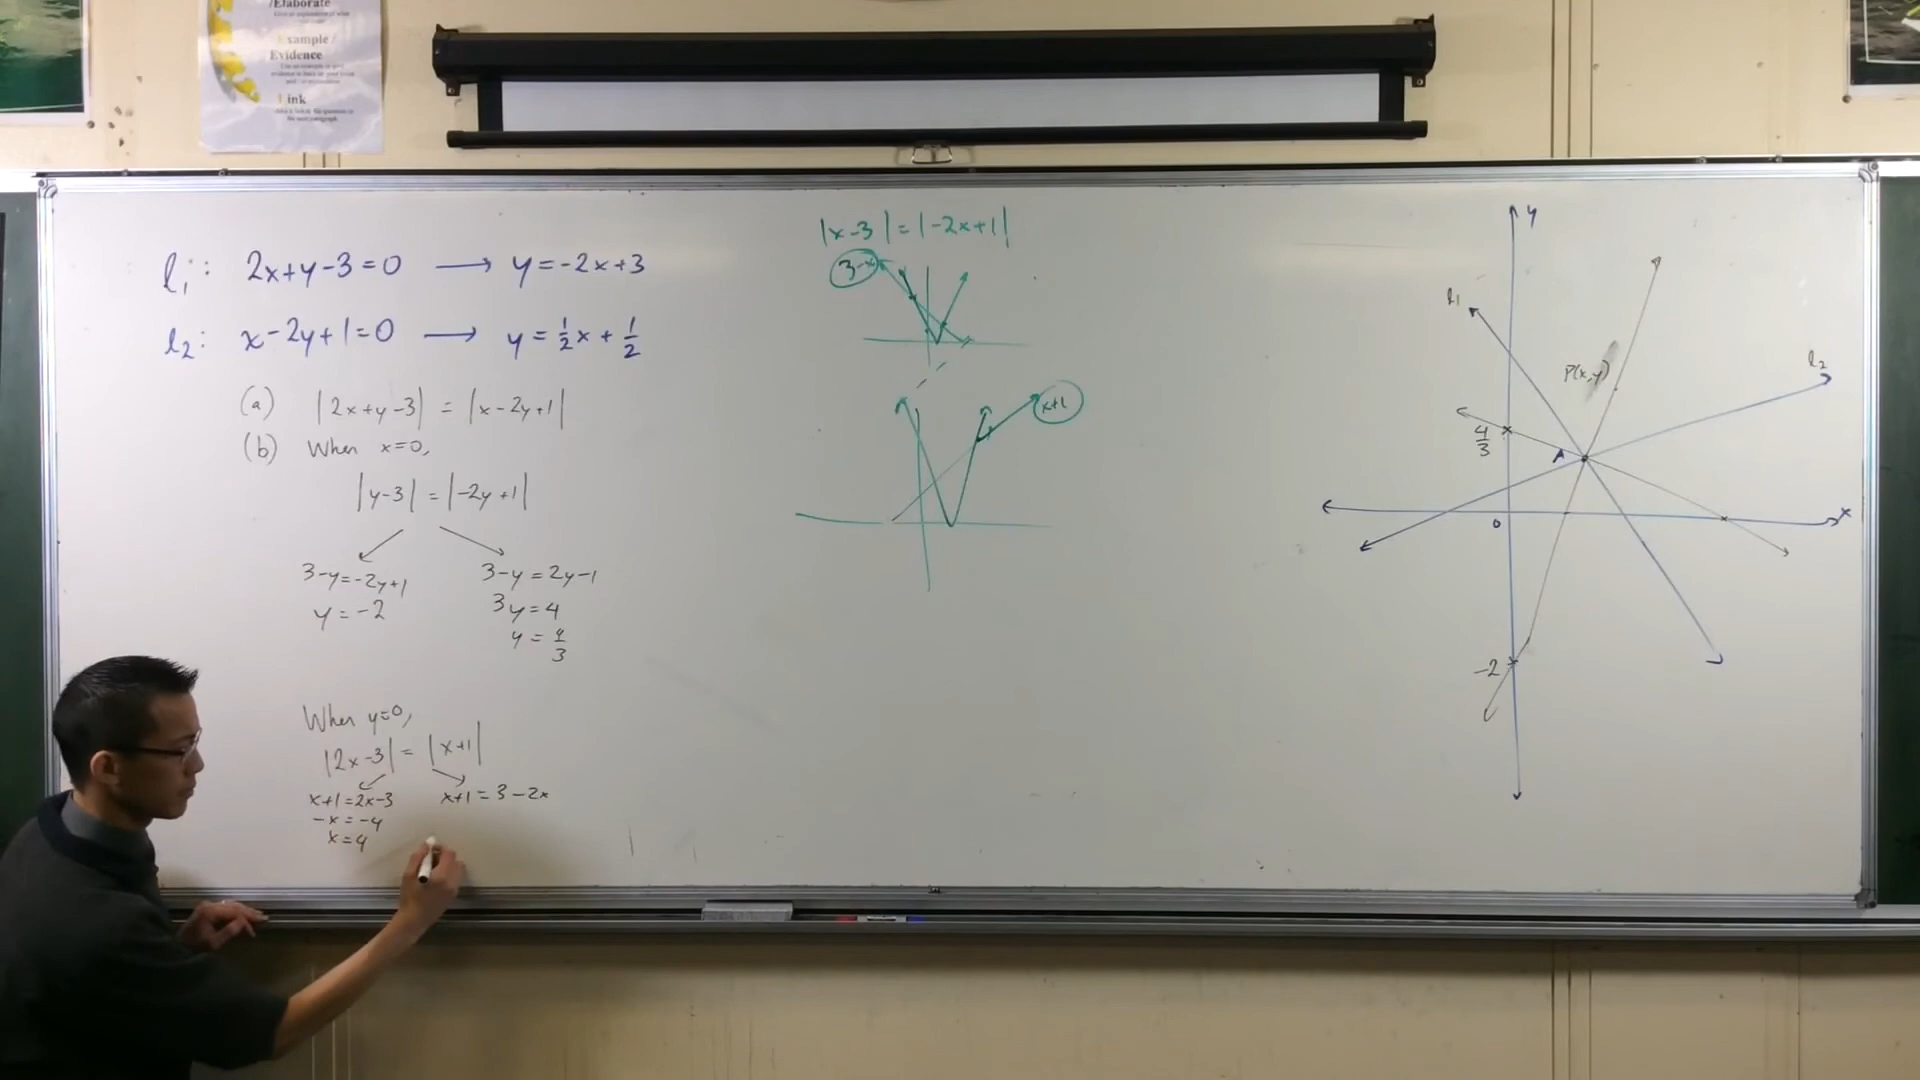 /Elaborate
Example /
Evidence
ink
l₁: 2x+y-3=0 → y=-2x+3
l₂: x-2y+1=0 → y=½x+½
(a) |2x+y-3| = |x-2y+1|
(b) When x=0,
|y-3| = |-2y+1|
3-y=-2y+1
y=-2
3-y=2y-1
3y=4
y=4/3
When y=0,
|2x-3| = |x+1|
x+1=2x-3
-x=-4
x=4
x+1=3-2x
|x-3|=|-2x+1|
3-x
x+1
y
l₁
P(x,y)
l₂
4/3
A
0
x
-2